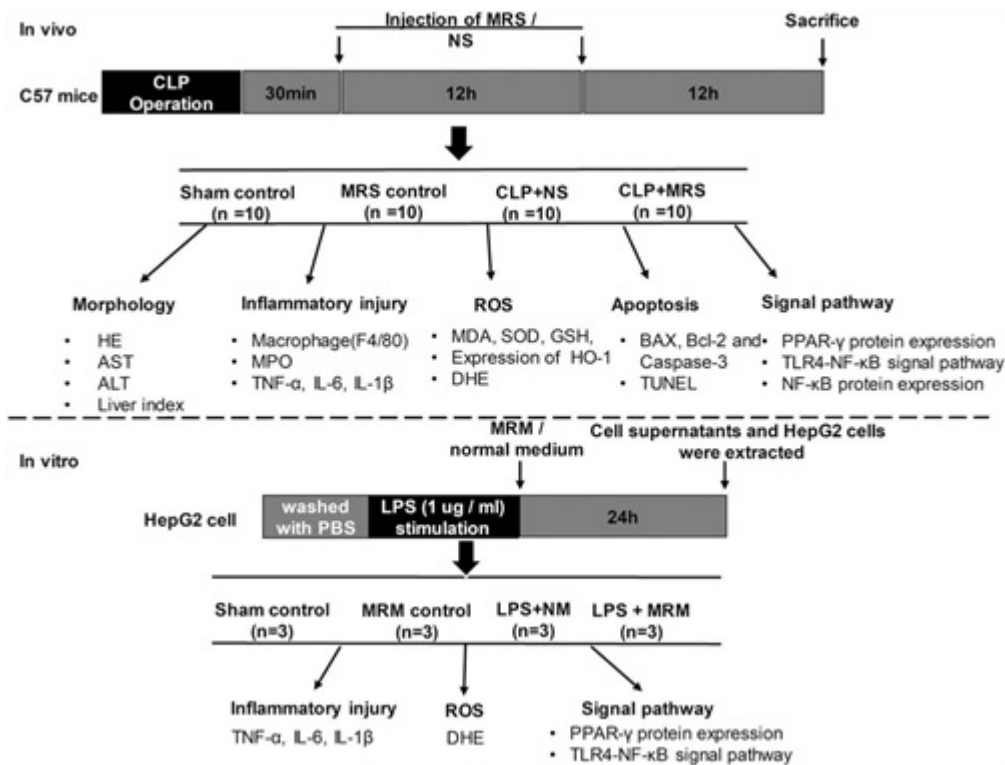 In vivo
Injection of MRS /
NS
Sacrifice
C57 mice
CLP
Operation
30min
12h
12h
Sham control
(n =10)
MRS control
(n =10)
CLP+NS
(n =10)
CLP+MRS
(n =10)
Morphology
• HE
• AST
• ALT
• Liver index
Inflammatory injury
• Macrophage(F4/80)
• MPO
• TNF-α, IL-6, IL-1β
ROS
• MDA, SOD, GSH,
• Expression of HO-1
• DHE
Apoptosis
• BAX, Bcl-2 and
Caspase-3
• TUNEL
Signal pathway
• PPAR-γ protein expression
• TLR4-NF-κB signal pathway
• NF-κB protein expression
In vitro
MRM /
normal medium
Cell supernatants and HepG2 cells
were extracted
HepG2 cell
washed
with PBS
LPS (1 ug / ml)
stimulation
24h
Sham control
(n=3)
MRM control
(n=3)
LPS+NM
(n=3)
LPS + MRM
(n=3)
Inflammatory injury
TNF-α, IL-6, IL-1β
ROS
DHE
Signal pathway
• PPAR-γ protein expression
• TLR4-NF-κB signal pathway